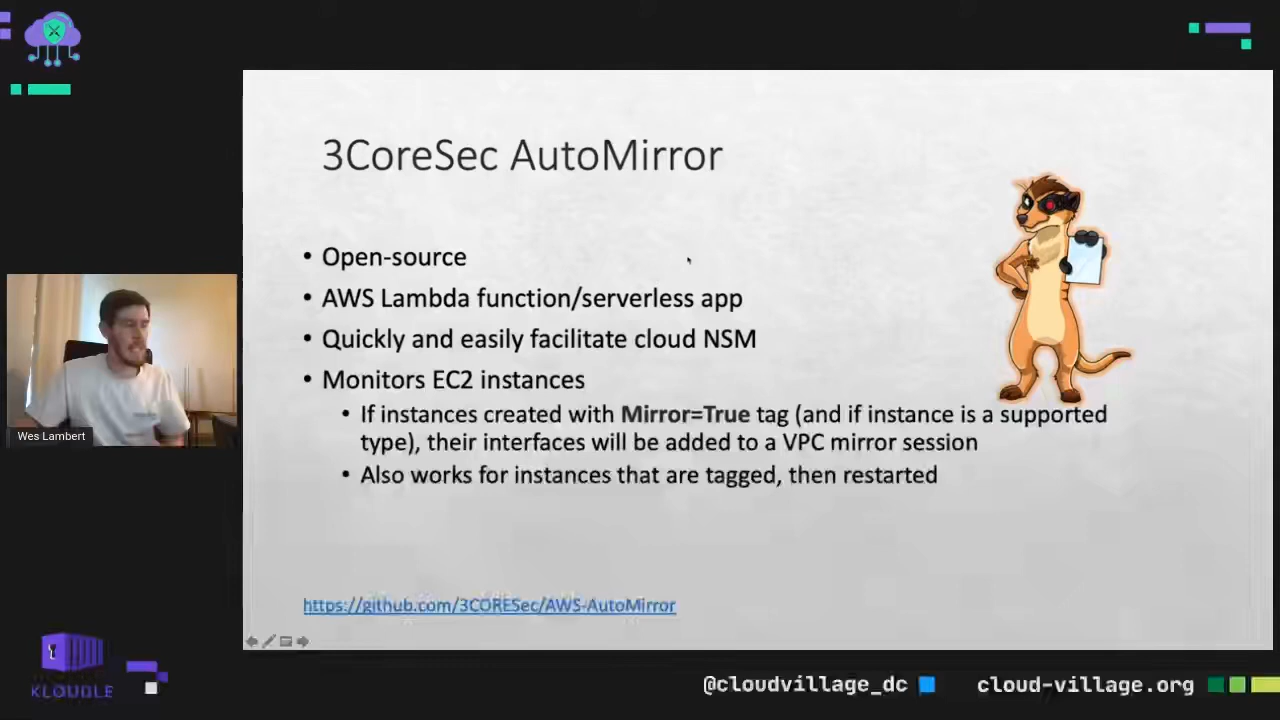 3CoreSec AutoMirror
• Open-source
• AWS Lambda function/serverless app
• Quickly and easily facilitate cloud NSM
• Monitors EC2 instances
• If instances created with Mirror=True tag (and if instance is a supported
type), their interfaces will be added to a VPC mirror session
• Also works for instances that are tagged, then restarted
https://github.com/3CORESec/AWS-AutoMirror
Wes Lambert
KLOUDLE
@cloudvillage_dc
cloud-village.org